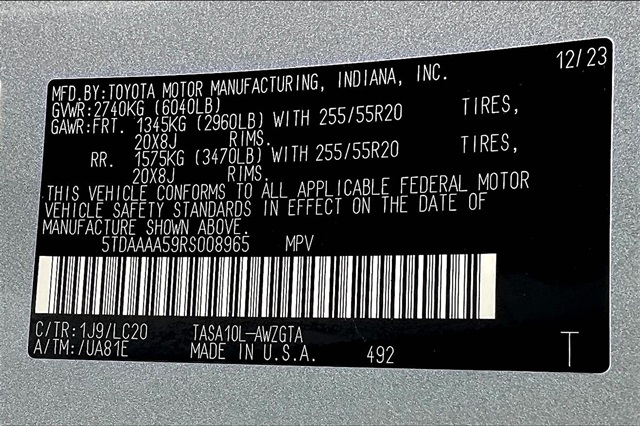 12/23
MFD.BY:TOYOTA MOTOR MANUFACTURING, INDIANA, INC.
GVWR:2740KG (6040LB)
GAWR:FRT. 1345KG (2960LB) WITH 255/55R20 TIRES,
20X8J RIMS.
RR. 1575KG (3470LB) WITH 255/55R20 TIRES,
20X8J RIMS.
THIS VEHICLE CONFORMS TO ALL APPLICABLE FEDERAL MOTOR
VEHICLE SAFETY STANDARDS IN EFFECT ON THE DATE OF
MANUFACTURE SHOWN ABOVE.
5TDAAAA59RS008965 MPV
C/TR:1J9/LC20 TASA10L-AWZGTA
A/TM:/UA81E MADE IN U.S.A. 492 T